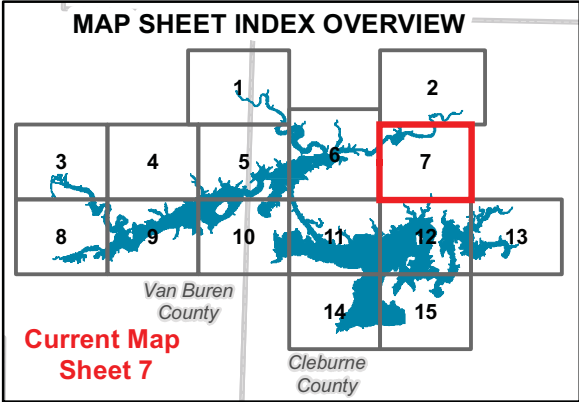 MAP SHEET INDEX OVERVIEW
1
2
3
4
5
6
7
8
9
10
11
12
13
14
15
Van Buren
County
Current Map
Sheet 7
Cleburne
County